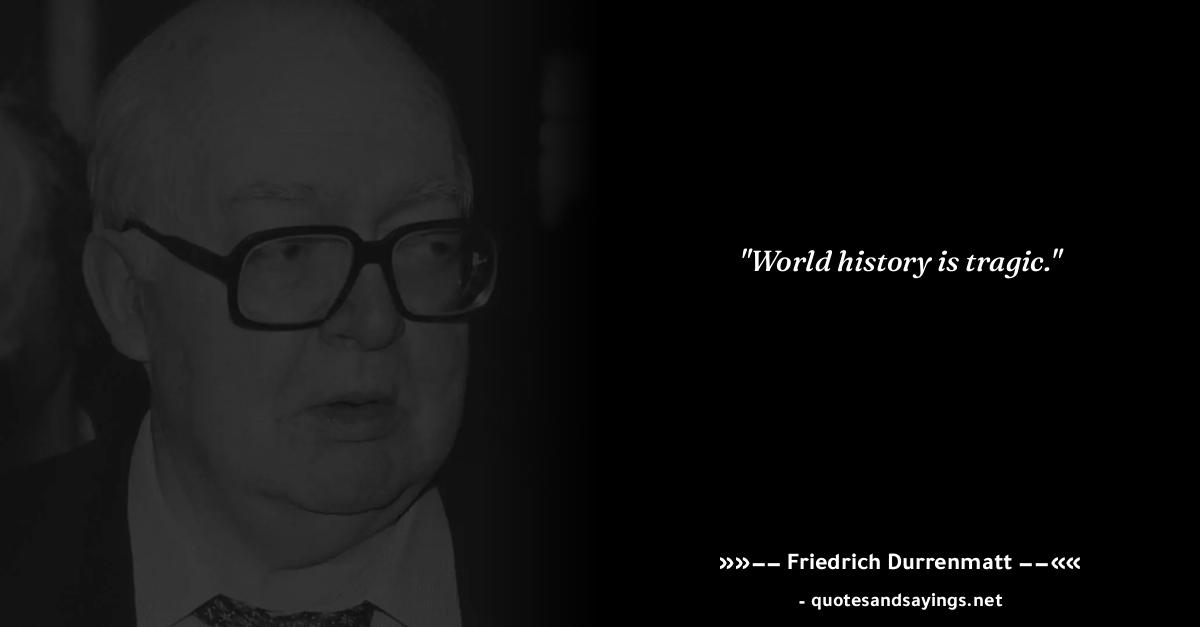 "World history is tragic."
»»−− Friedrich Durrenmatt −−««
- quotesandsayings.net